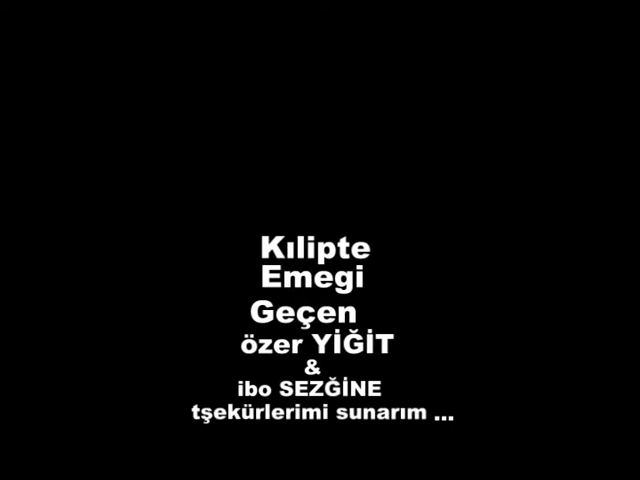 Kılipte
Emegi
Geçen
özer YİĞİT
&
ibo SEZĞİNE
tşekürlerimi sunarım ...